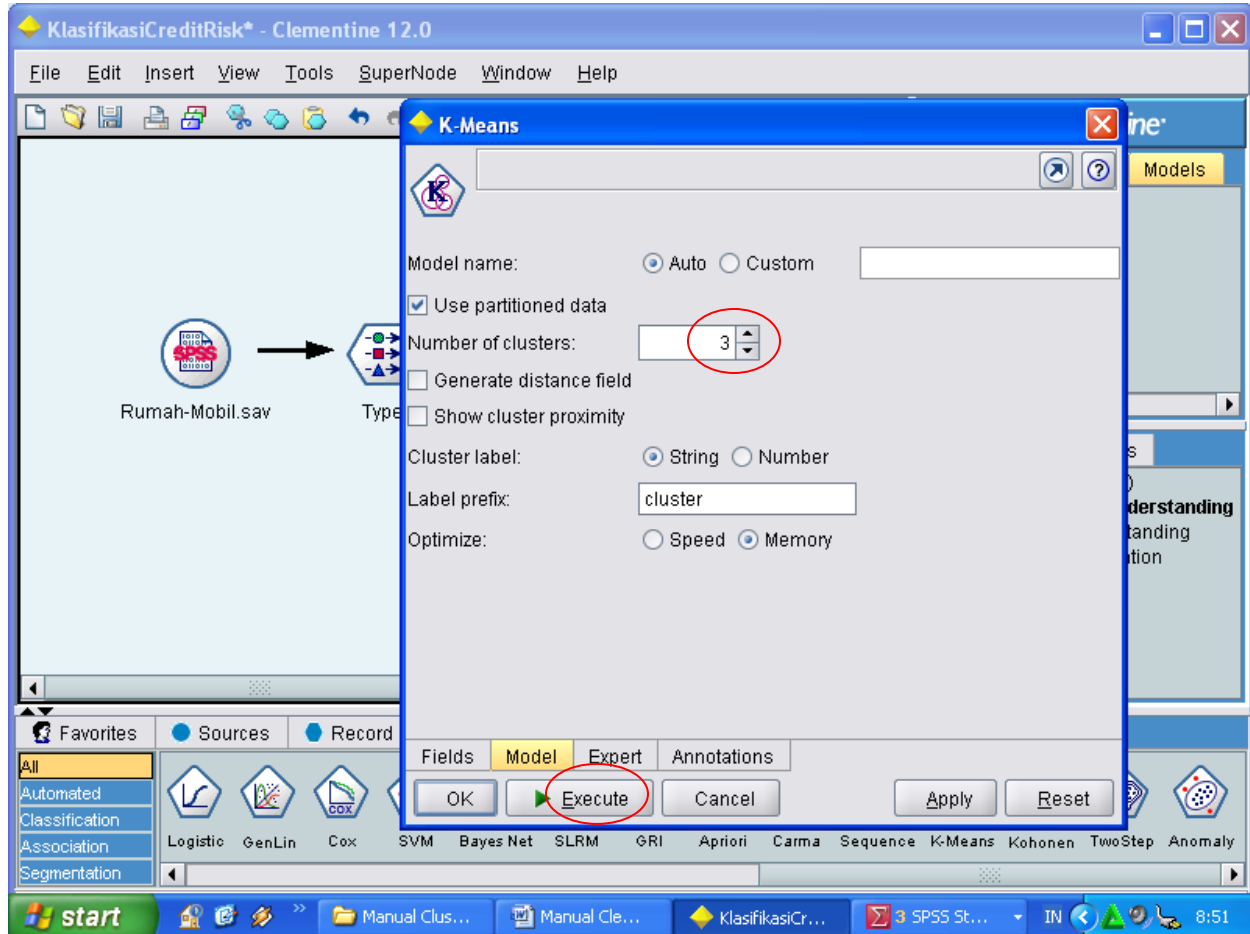 KlasifikasiCreditRisk* - Clementine 12.0
File Edit Insert View Tools SuperNode Window Help
K-Means
ine
Models
Model name: Auto Custom
Use partitioned data
Number of clusters: 3
Generate distance field
Show cluster proximity
Cluster label: String Number
Label prefix: cluster
Optimize: Speed Memory
SPSS
Rumah-Mobil.sav
Type
s
)
derstanding
tanding
tion
Fields Model Expert Annotations
OK Execute Cancel Apply Reset
Favorites Sources Record
All
Automated
Classification
Association
Segmentation
COX
Logistic GenLin Cox SVM Bayes Net SLRM GRI Apriori Carma Sequence K-Means Kohonen TwoStep Anomaly
start Manual Clus... Manual Cle... KlasifikasiCr... 3 SPSS St... IN 8:51